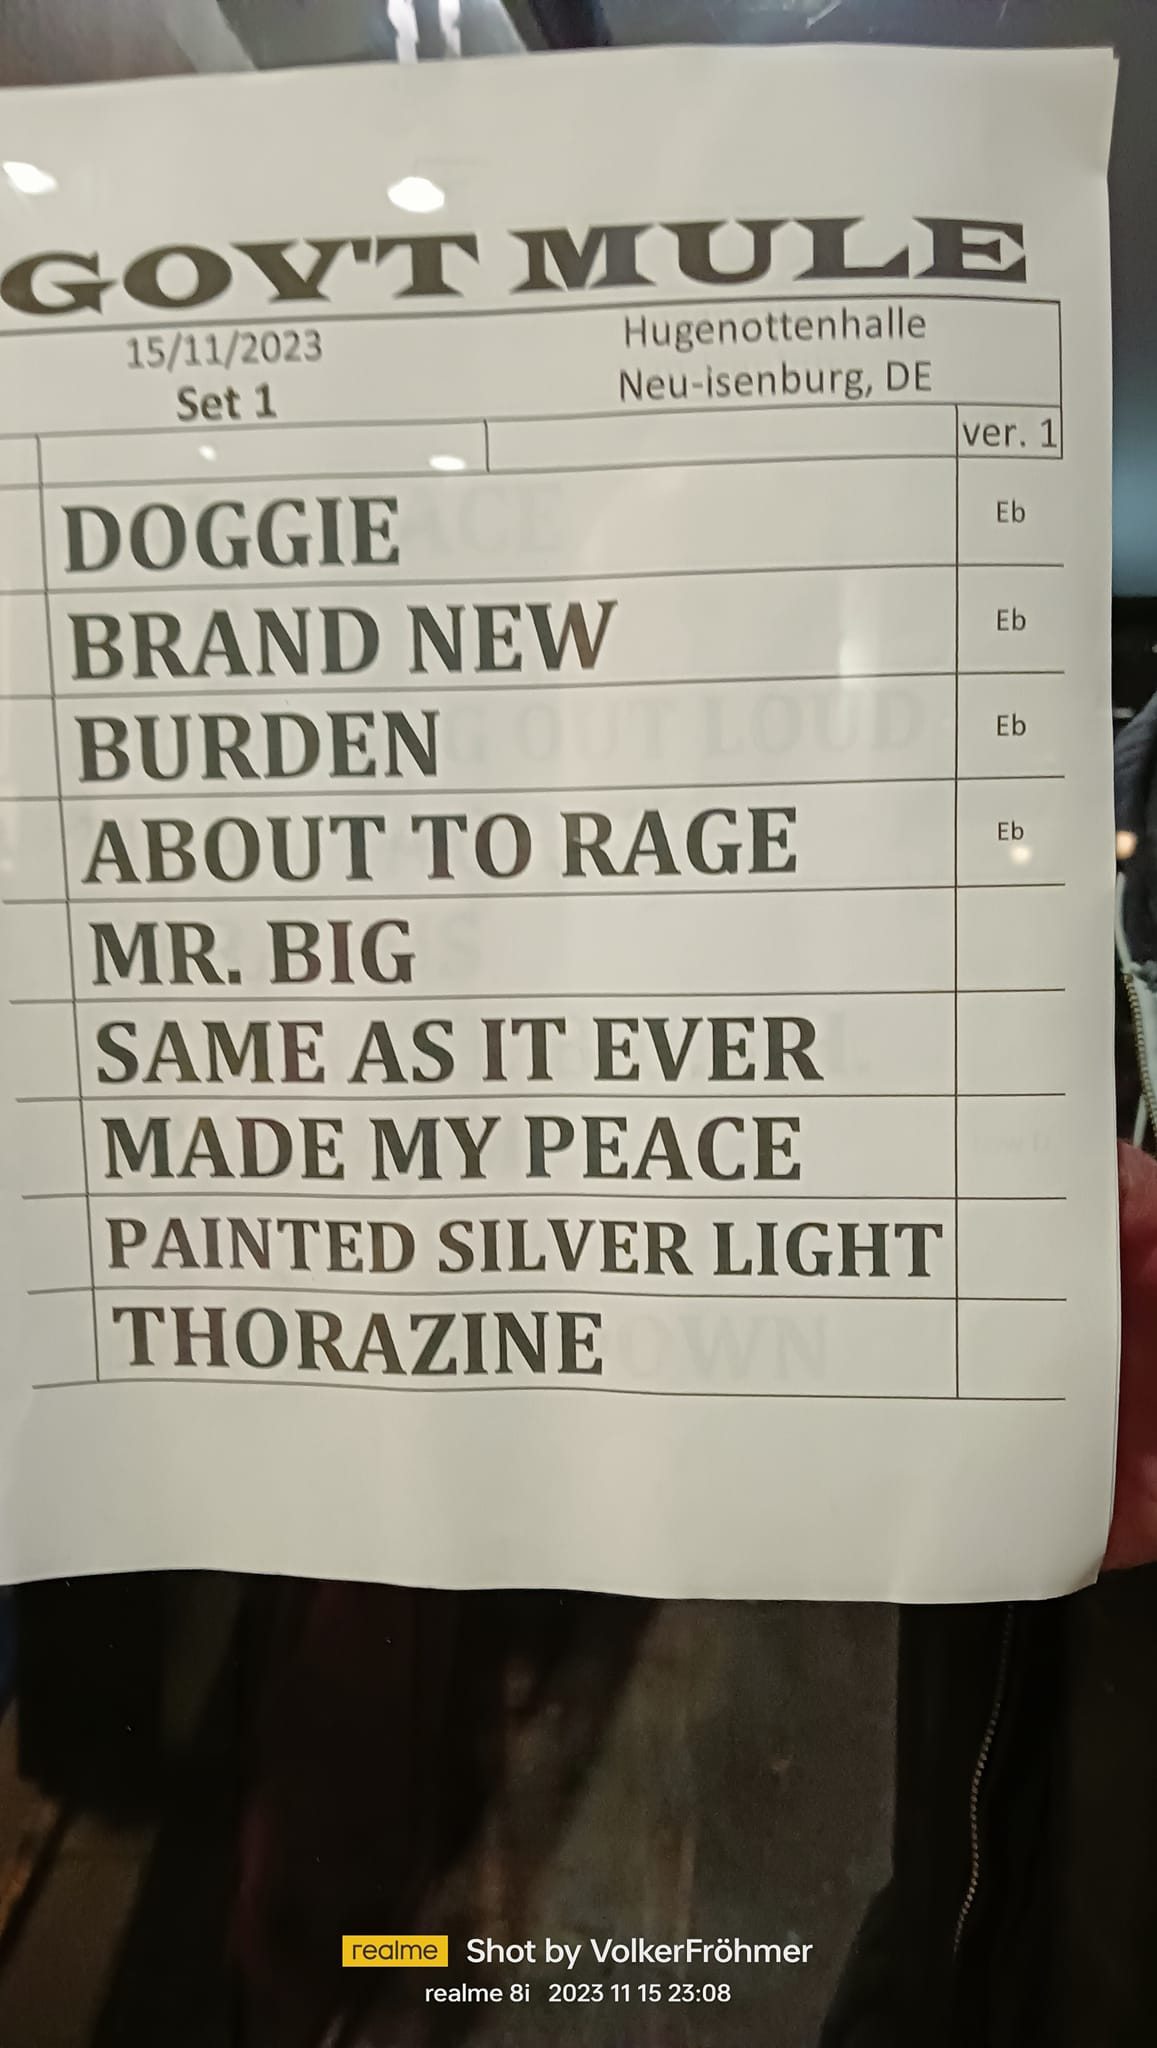 GOV'T MULE
15/11/2023
Set 1
Hugenottenhalle
Neu-isenburg, DE
ver. 1
DOGGIE Eb
BRAND NEW Eb
BURDEN Eb
ABOUT TO RAGE Eb
MR. BIG
SAME AS IT EVER
MADE MY PEACE
PAINTED SILVER LIGHT
THORAZINE
realme Shot by VolkerFröhmer
realme 8i 2023 11 15 23:08